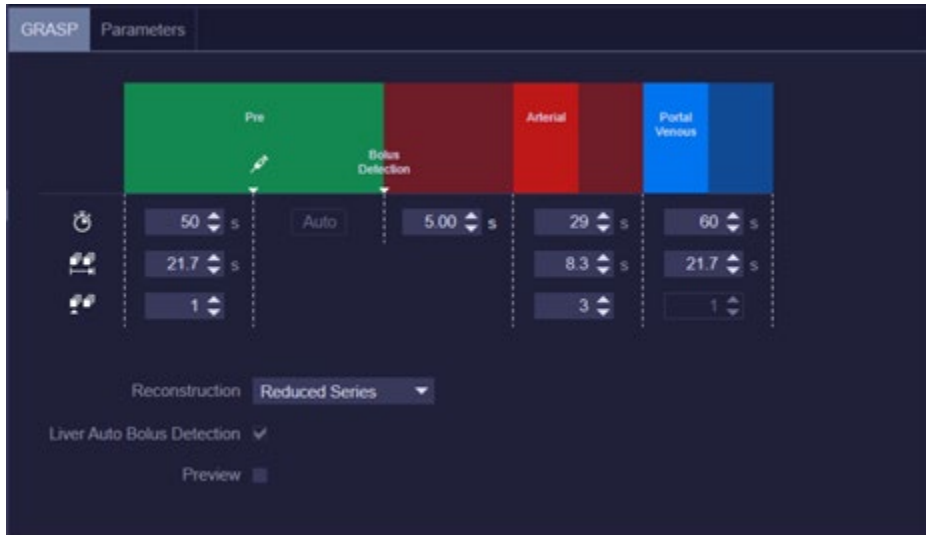 GRASP Parameters
Pre Arterial Portal
Venous
Bolus
Detection
50 s Auto 5.00 s 29 s 60 s
21.7 s 8.3 s 21.7 s
1 3 1
Reconstruction Reduced Series
Liver Auto Bolus Detection
Preview